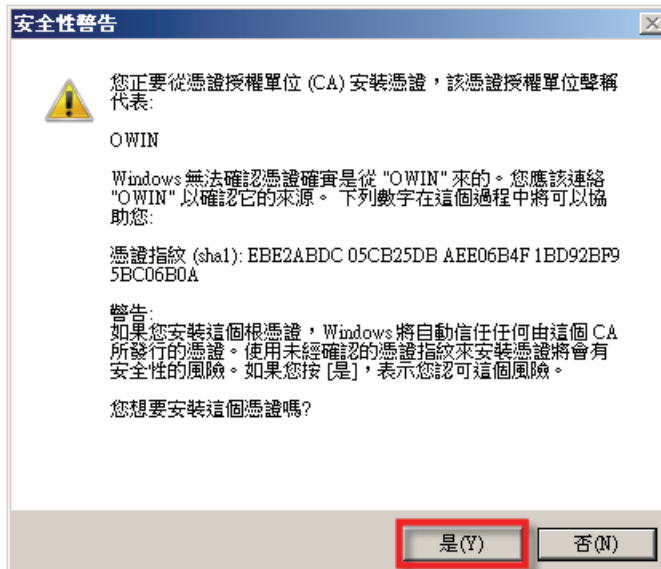 安全性警告
您正要從憑證授權單位 (CA) 安裝憑證，該憑證授權單位聲稱
代表:
OWIN
Windows 無法確認憑證確實是從 "OWIN" 來的。您應該連絡
"OWIN" 以確認它的來源。 下列數字在這個過程中將可以協
助您:
憑證指紋 (sha1): EBE2ABDC 05CB25DB AEE06B4F 1BD92BF9
5BC06B0A
警告:
如果您安裝這個根憑證，Windows 將自動信任任何由這個 CA
所發行的憑證。使用未經確認的憑證指紋來安裝憑證將會有
安全性的風險。如果您按 [是]，表示您認可這個風險。
您想要安裝這個憑證嗎?
是(Y)
否(N)